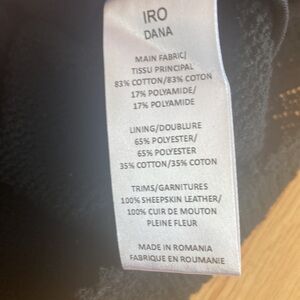 IRO
DANA
MAIN FABRIC/
TISSU PRINCIPAL
83% COTTON/83% COTON
17% POLYAMIDE/
17% POLYAMIDE
LINING/DOUBLURE
65% POLYESTER/
65% POLYESTER
35% COTTON/35% COTON
TRIMS/GARNITURES
100% SHEEPSKIN LEATHER/
100% CUIR DE MOUTON
PLEINE FLEUR
MADE IN ROMANIA
FABRIQUE EN ROUMANIE